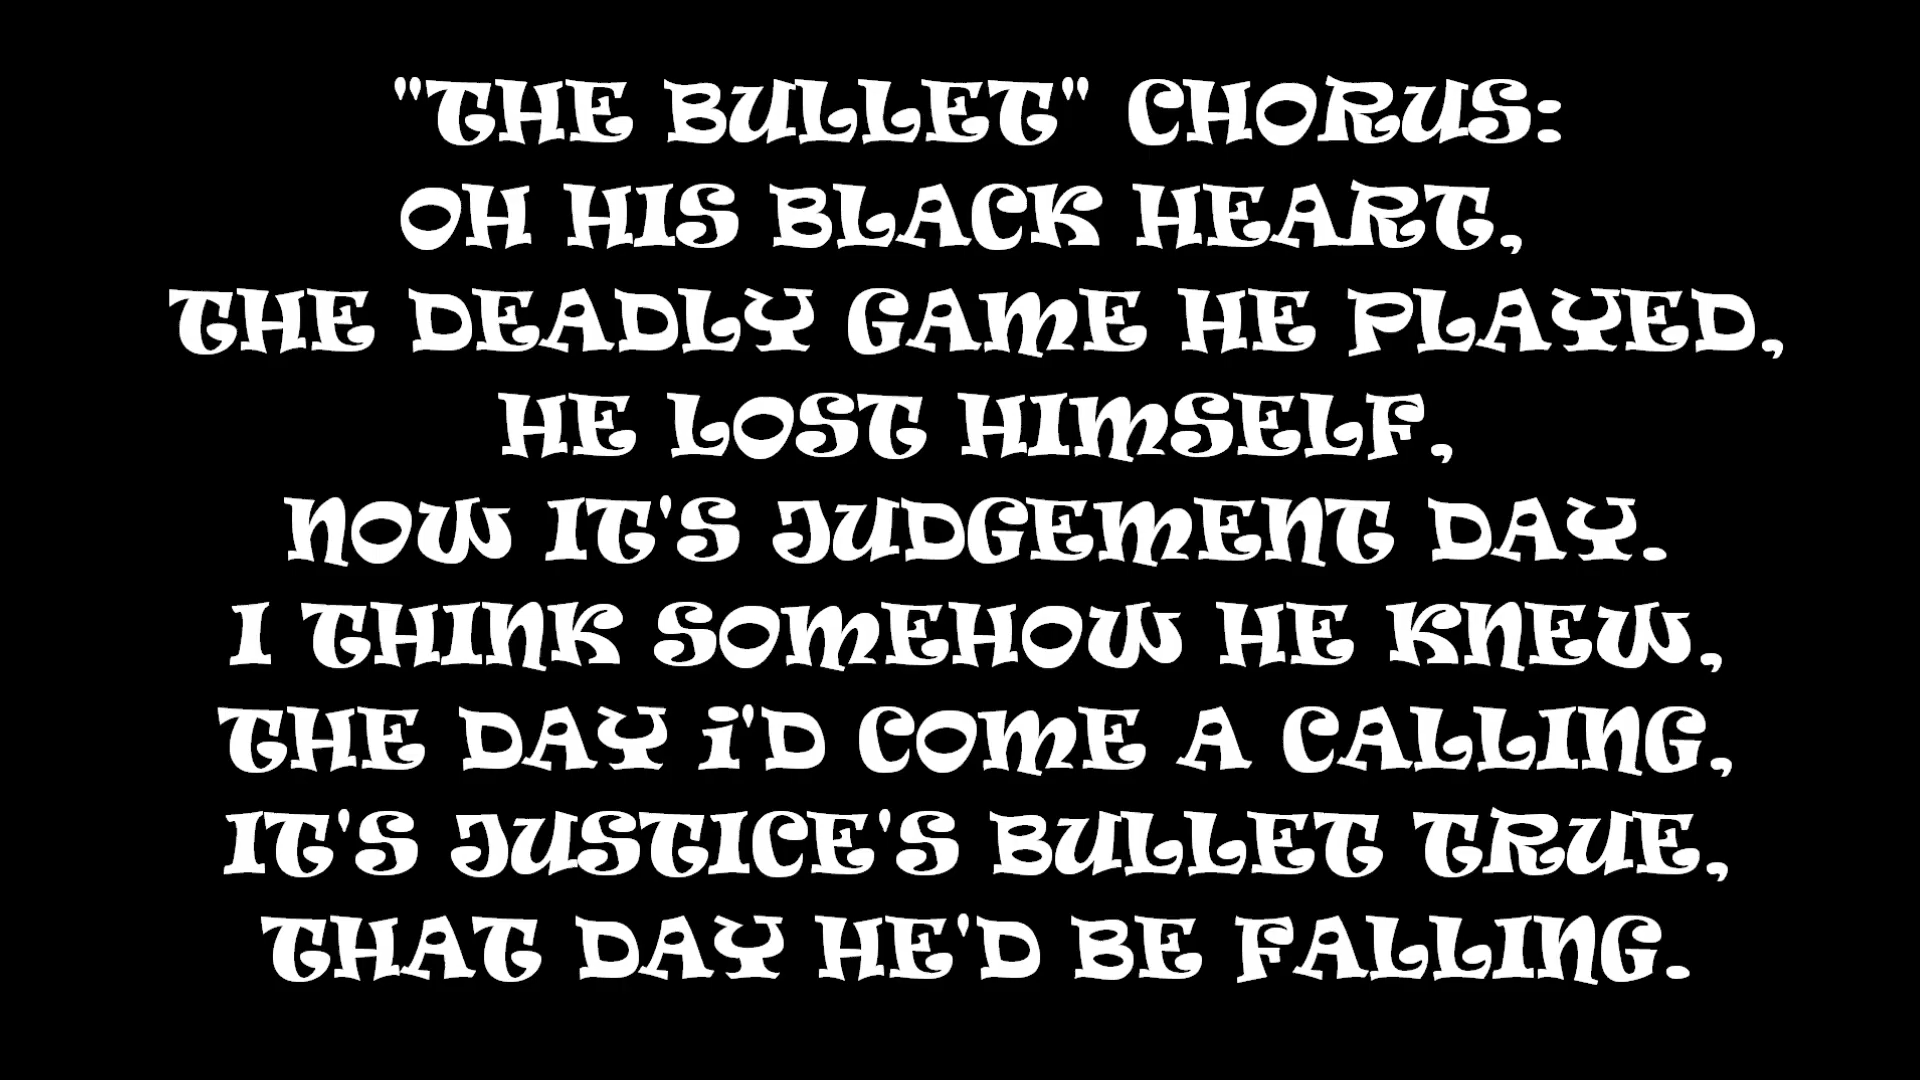 "THE BULLET" CHORUS:
OH HIS BLACK HEART,
THE DEADLY GAME HE PLAYED,
HE LOST HIMSELF,
NOW IT'S JUDGEMENT DAY.
I THINK SOMEHOW HE KNEW,
THE DAY i'D COME A CALLING,
IT'S JUSTICE'S BULLET TRUE,
THAT DAY HE'D BE FALLING.